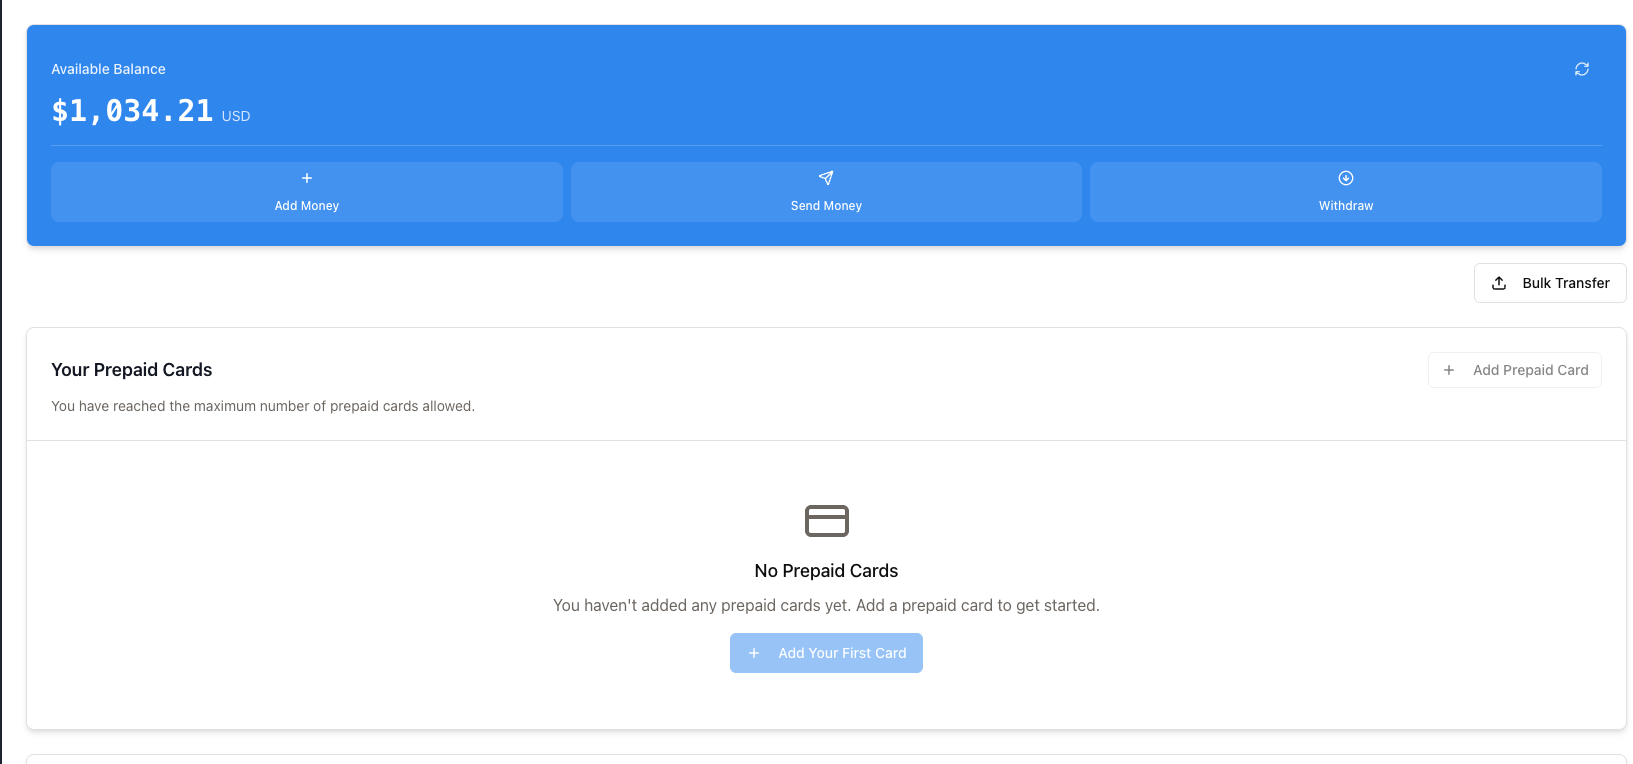 Available Balance
$1,034.21 USD
Add Money
Send Money
Withdraw
Bulk Transfer
Your Prepaid Cards
Add Prepaid Card
You have reached the maximum number of prepaid cards allowed.
No Prepaid Cards
You haven't added any prepaid cards yet. Add a prepaid card to get started.
Add Your First Card